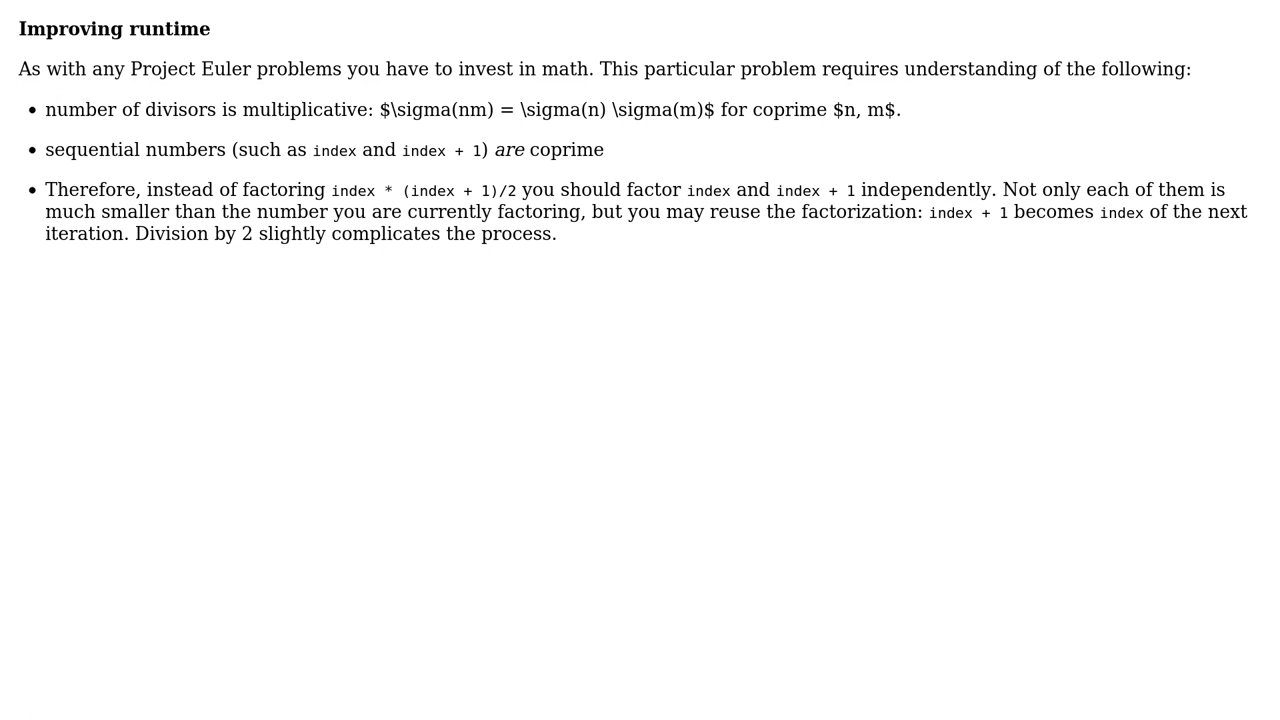 Improving runtime
As with any Project Euler problems you have to invest in math. This particular problem requires understanding of the following:
• number of divisors is multiplicative: $\sigma(nm) = \sigma(n) \sigma(m)$ for coprime $n, m$.
• sequential numbers (such as index and index + 1) are coprime
• Therefore, instead of factoring index * (index + 1)/2 you should factor index and index + 1 independently. Not only each of them is
much smaller than the number you are currently factoring, but you may reuse the factorization: index + 1 becomes index of the next
iteration. Division by 2 slightly complicates the process.